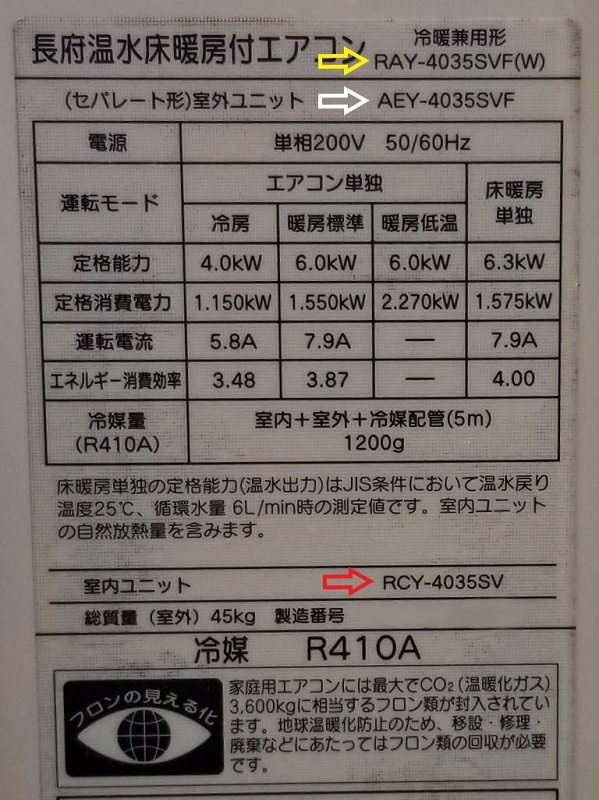 長府温水床暖房付エアコン
冷暖兼用形
RAY-4035SVF(W)
(セパレート形)室外ユニット AEY-4035SVF
電源 単相200V 50/60Hz
運転モード エアコン単独 床暖房単独
冷房 暖房標準 暖房低温
定格能力 4.0kW 6.0kW 6.0kW 6.3kW
定格消費電力 1.150kW 1.550kW 2.270kW 1.575kW
運転電流 5.8A 7.9A — 7.9A
エネルギー消費効率 3.48 3.87 — 4.00
冷媒量
(R410A)
室内＋室外＋冷媒配管(5m)
1200g
床暖房単独の定格能力(温水出力)はJIS条件において温水戻り
温度25℃、循環水量 6L/min時の測定値です。室内ユニット
の自然放熱量を含みます。
室内ユニット RCY-4035SV
総質量（室外）45kg 製造番号
冷媒 R410A
フロンの見える化
家庭用エアコンには最大でCO₂(温暖化ガス)
3,600kgに相当するフロン類が封入されてい
ます。地球温暖化防止のため、移設・修理・
廃棄などにあたってはフロン類の回収が必要
です。